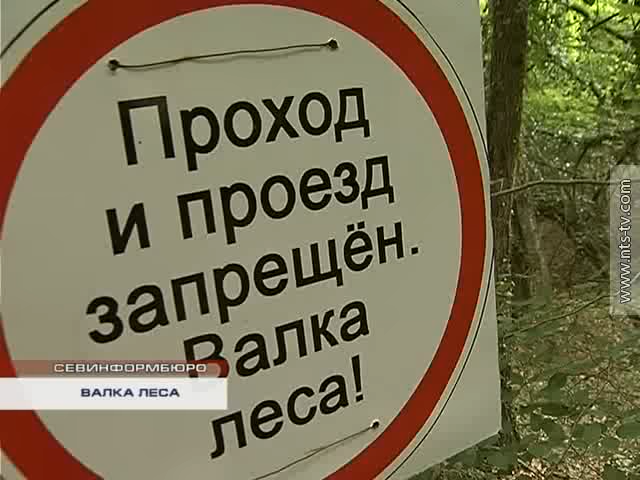 Проход
и проезд
запрещён.
Валка
леса!
СЕВИНФОРМБЮРО
ВАЛКА ЛЕСА
www.nts-tv.com